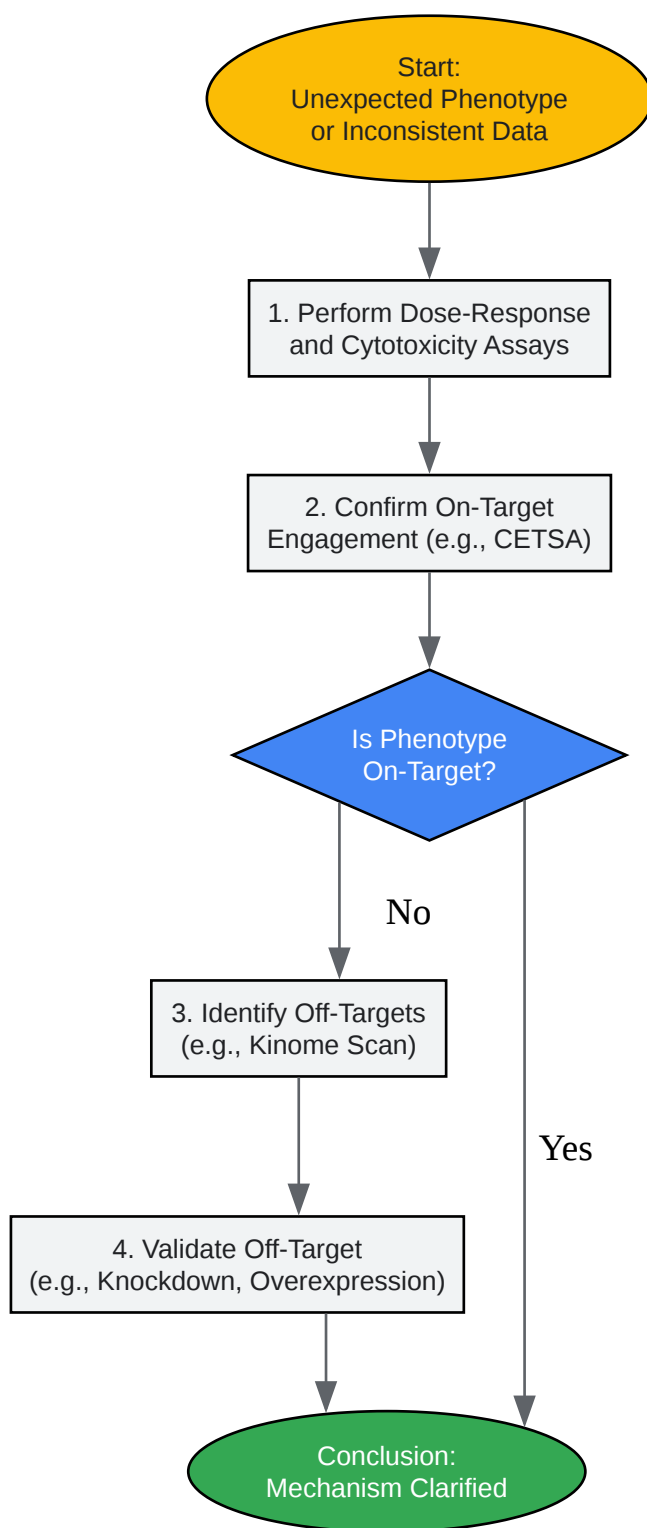 Start:
Unexpected Phenotype
or Inconsistent Data
1. Perform Dose-Response
and Cytotoxicity Assays
2. Confirm On-Target
Engagement (e.g., CETSA)
Is Phenotype
On-Target?
No
3. Identify Off-Targets
(e.g., Kinome Scan)
Yes
4. Validate Off-Target
(e.g., Knockdown, Overexpression)
Conclusion:
Mechanism Clarified